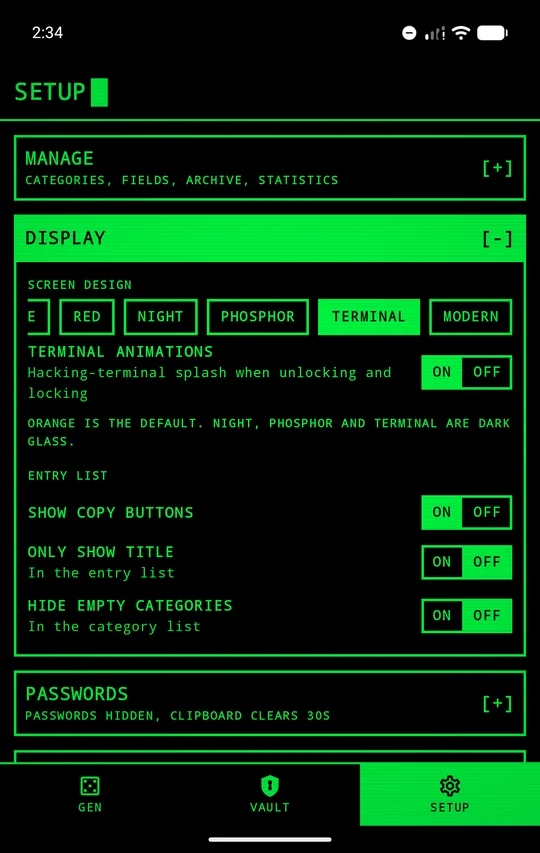 2:34
SETUP
MANAGE
[+]
CATEGORIES, FIELDS, ARCHIVE, STATISTICS
DISPLAY
[-]
SCREEN DESIGN
E RED NIGHT PHOSPHOR TERMINAL MODERN
TERMINAL ANIMATIONS
Hacking-terminal splash when unlocking and
locking
ON OFF
ORANGE IS THE DEFAULT. NIGHT, PHOSPHOR AND TERMINAL ARE DARK
GLASS.
ENTRY LIST
SHOW COPY BUTTONS
ON OFF
ONLY SHOW TITLE
In the entry list
ON OFF
HIDE EMPTY CATEGORIES
In the category list
ON OFF
PASSWORDS
[+]
PASSWORDS HIDDEN, CLIPBOARD CLEARS 30S
GEN VAULT SETUP